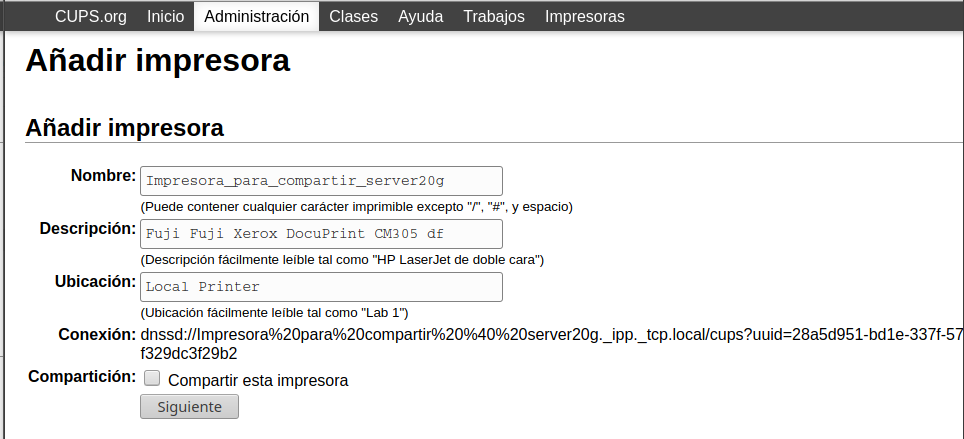 CUPS.org Inicio Administración Clases Ayuda Trabajos Impresoras
Añadir impresora
Añadir impresora
Nombre: Impresora_para_compartir_server20g
(Puede contener cualquier carácter imprimible excepto "/", "#", y espacio)
Descripción: Fuji Fuji Xerox DocuPrint CM305 df
(Descripción fácilmente leíble tal como "HP LaserJet de doble cara")
Ubicación: Local Printer
(Ubicación fácilmente leíble tal como "Lab 1")
Conexión: dnssd://Impresora%20para%20compartir%20%40%20server20g._ipp._tcp.local/cups?uuid=28a5d951-bd1e-337f-57
f329dc3f29b2
Compartición: Compartir esta impresora
Siguiente